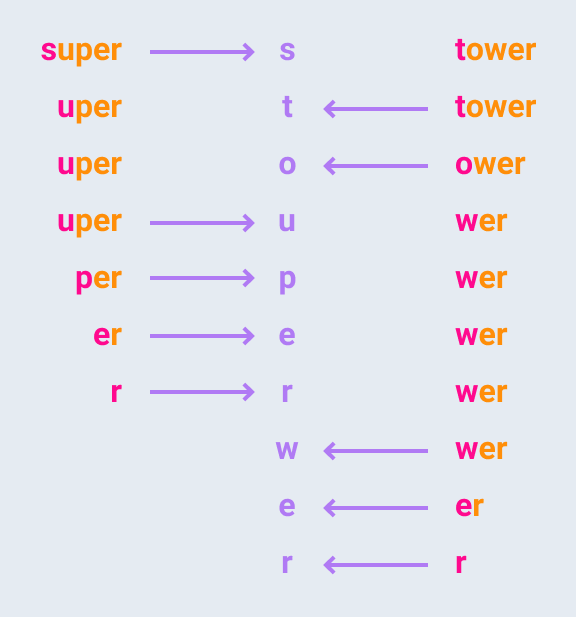 super s tower
uper t tower
uper o ower
uper u wer
per p wer
er e wer
r r wer
w wer
e er
r r